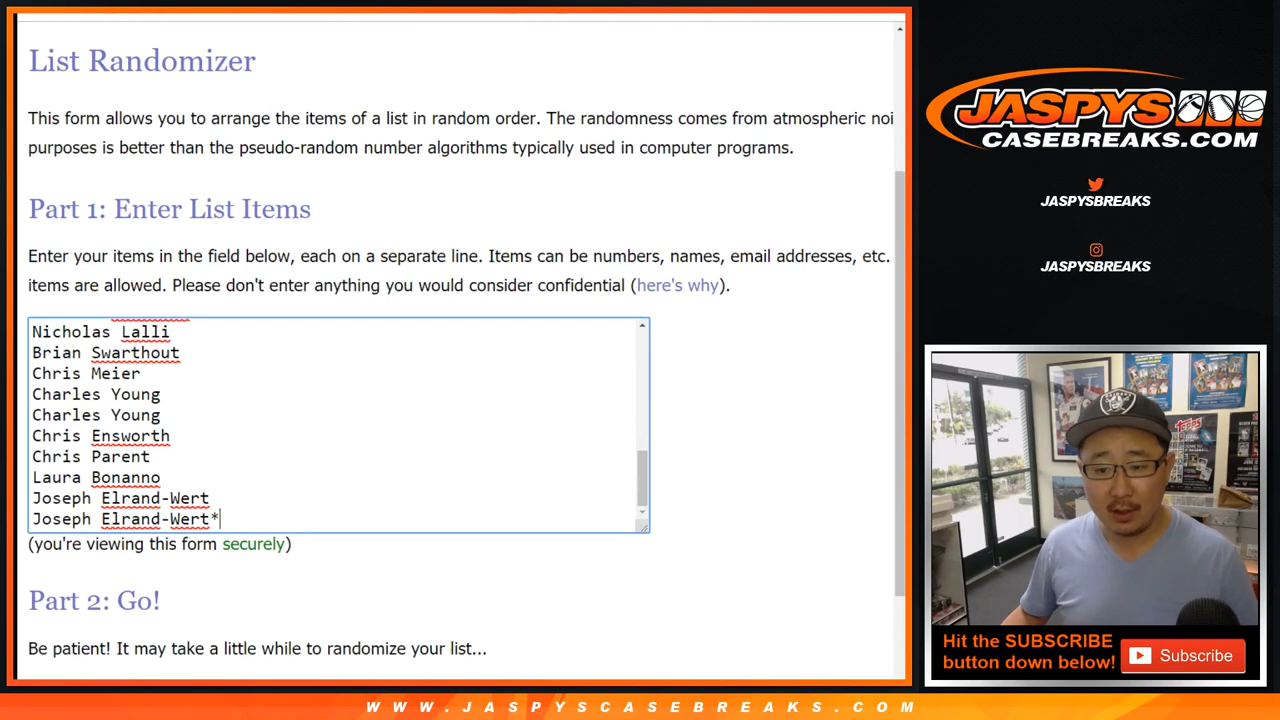 List Randomizer
This form allows you to arrange the items of a list in random order. The randomness comes from atmospheric noi
purposes is better than the pseudo-random number algorithms typically used in computer programs.
Part 1: Enter List Items
Enter your items in the field below, each on a separate line. Items can be numbers, names, email addresses, etc.
items are allowed. Please don't enter anything you would consider confidential (here's why).
Nicholas Lalli
Brian Swarthout
Chris Meier
Charles Young
Charles Young
Chris Ensworth
Chris Parent
Laura Bonanno
Joseph Elrand-Wert
Joseph Elrand-Wert*
(you're viewing this form securely)
Part 2: Go!
Be patient! It may take a little while to randomize your list...
JASPYS
CASEBREAKS.COM
JASPYSBREAKS
JASPYSBREAKS
Topps
Hit the SUBSCRIBE
button down below!
Subscribe
WWW.JASPYSCASEBREAKS.COM